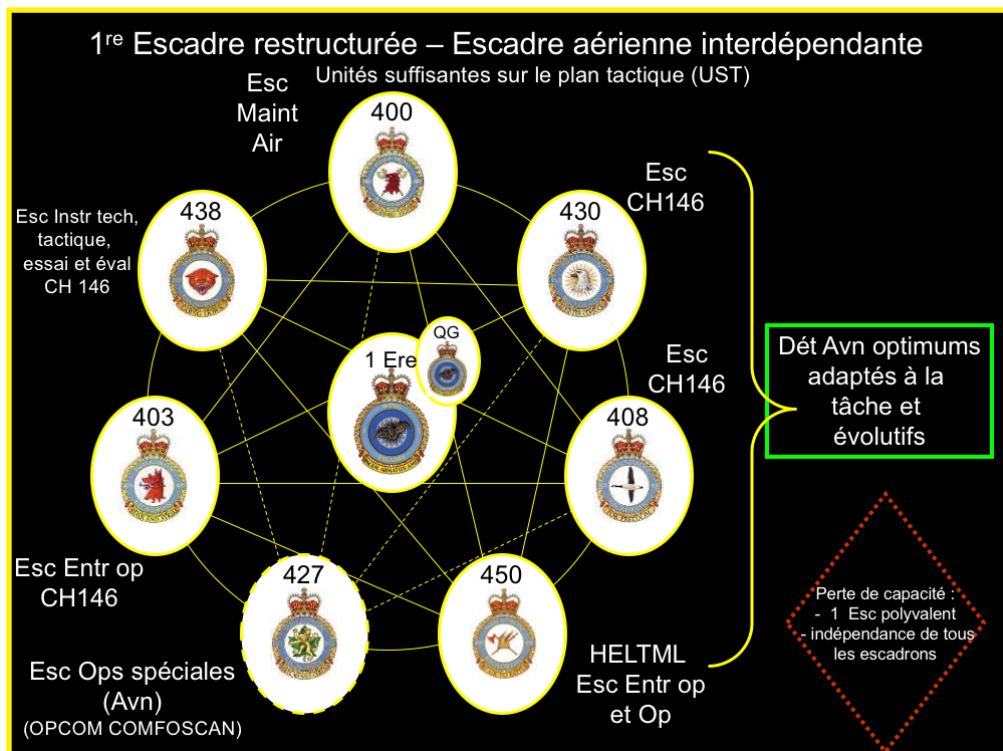 1re Escadre restructurée – Escadre aérienne interdépendante
Unités suffisantes sur le plan tactique (UST)
Esc
Maint
Air
400
Esc
CH146
430
438
Esc Instr tech,
tactique,
essai et éval
CH 146
QG
1 Ere
Esc
CH146
408
403
Dét Avn optimums
adaptés à la
tâche et
évolutifs
Esc Entr op
CH146
427
450
Esc Ops spéciales
(Avn)
(OPCOM COMFOSCAN)
HELTML
Esc Entr op
et Op
Perte de capacité :
- 1 Esc polyvalent
- indépendance de tous
les escadrons